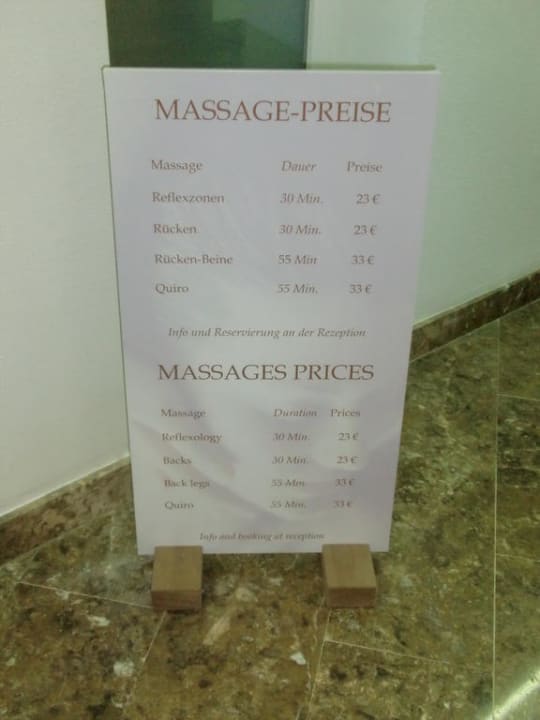 MASSAGE-PREISE
Massage Dauer Preise
Reflexzonen 30 Min. 23 €
Rücken 30 Min. 23 €
Rücken-Beine 55 Min 33 €
Quiro 55 Min. 33 €
Info und Reservierung an der Rezeption
MASSAGES PRICES
Massage Duration Prices
Reflexology 30 Min. 23 €
Backs 30 Min. 23 €
Back legs 55 Min. 33 €
Quiro 55 Min. 33 €
Info and booking at reception